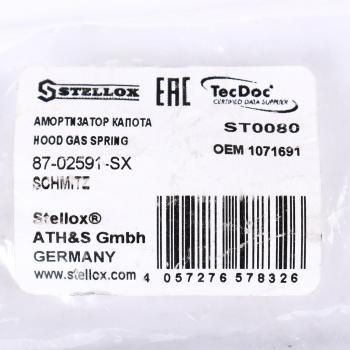 STELLOX
EAC
TecDoc
CERTIFIED DATA SUPPLIER
АМОРТИЗАТОР КАПОТА
HOOD GAS SPRING
87-02591-SX
SCHMITZ
ST0080
OEM 1071691
Stellox®
ATH&S Gmbh
GERMANY
www.stellox.com
4 057276 578326